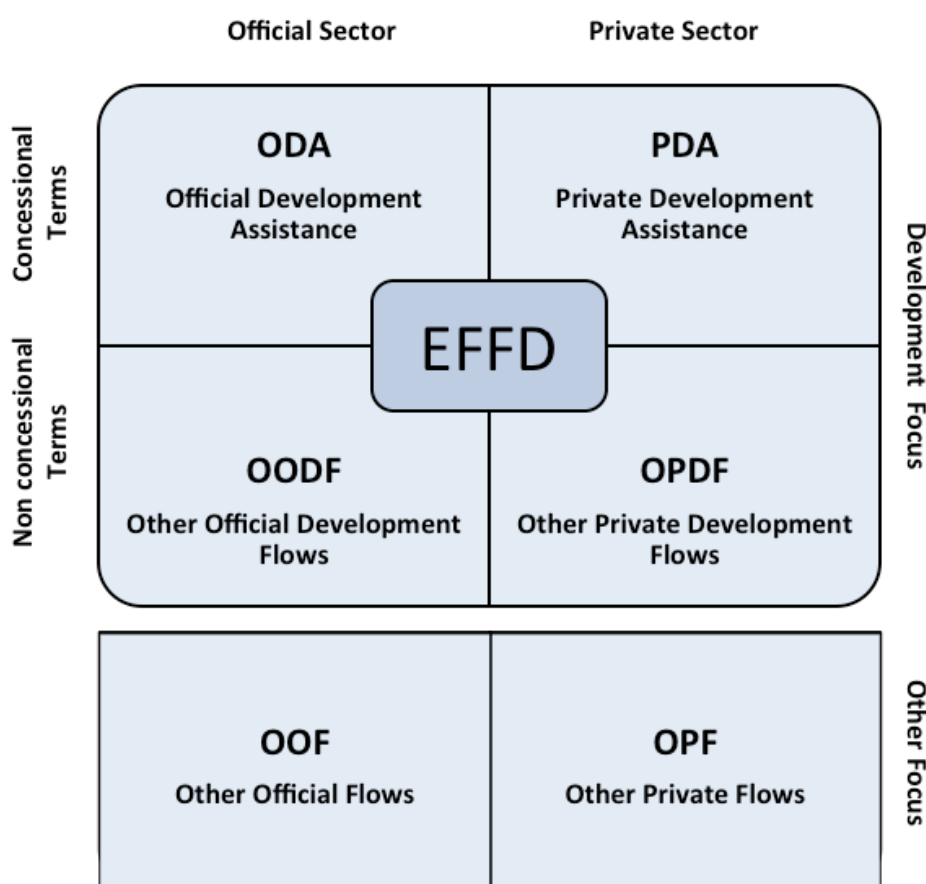 Official Sector
Private Sector
Concessional
Terms
ODA
Official Development
Assistance
PDA
Private Development
Assistance
Development Focus
EFFD
Non concessional
Terms
OODF
Other Official Development
Flows
OPDF
Other Private Development
Flows
OOF
Other Official Flows
OPF
Other Private Flows
Other Focus